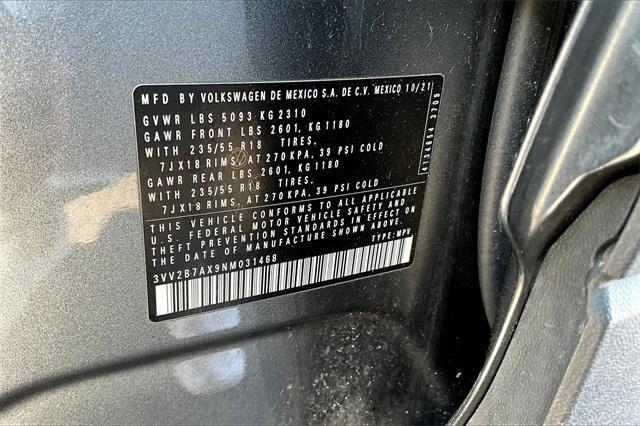 MFD BY VOLKSWAGEN DE MEXICO S.A. DE C.V. MEXICO 10/21
GVWR LBS 5093 KG 2310
GAWR FRONT LBS 2601, KG 1180
WITH 235/55 R18 TIRES,
7JX18 RIMS, AT 270 KPA, 39 PSI COLD
GAWR REAR LBS 2601, KG 1180
WITH 235/55 R18 TIRES,
7JX18 RIMS, AT 270 KPA, 39 PSI COLD
THIS VEHICLE CONFORMS TO ALL APPLICABLE
U.S. FEDERAL MOTOR VEHICLE SAFETY AND
THEFT PREVENTION STANDARDS IN EFFECT ON
THE DATE OF MANUFACTURE SHOWN ABOVE.
3VV2B7AX9NM031468 TYPE: MPV
4134854 3709